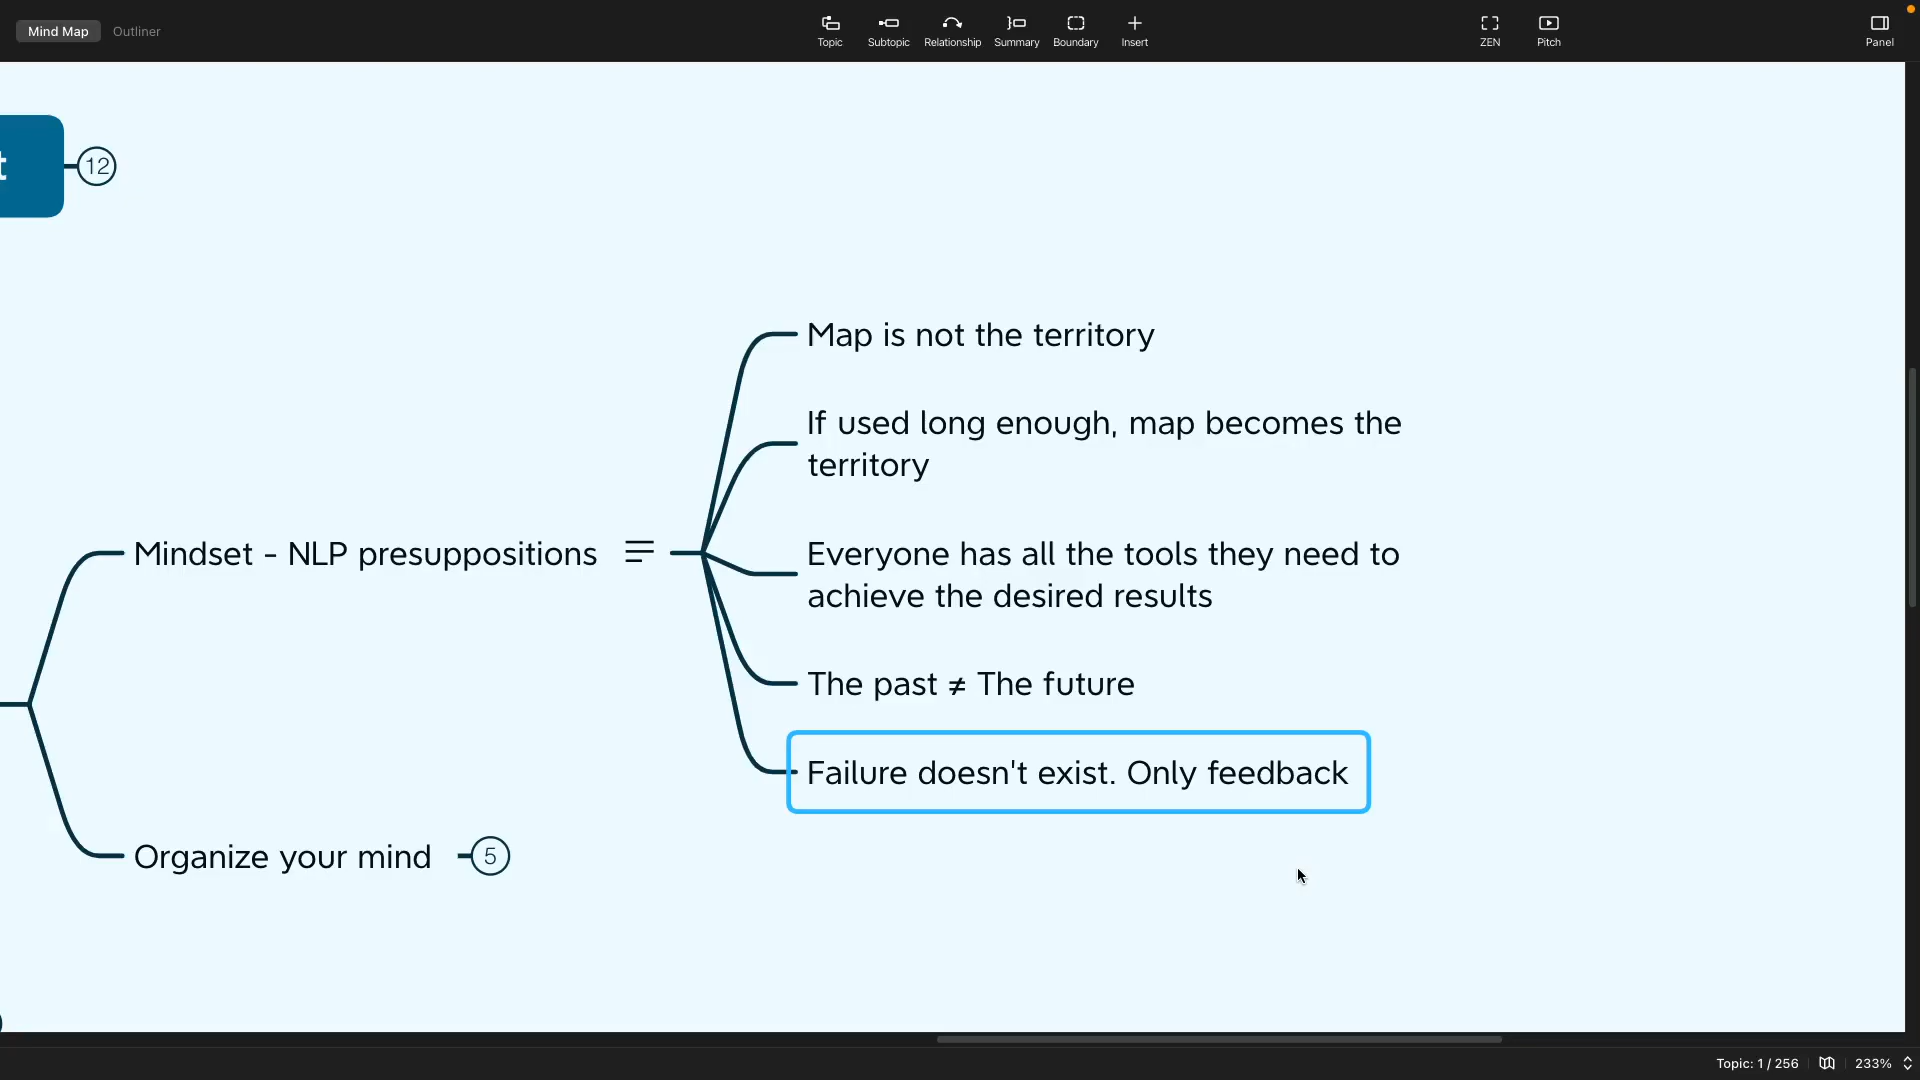 Mind Map
Outliner
Topic
Subtopic
Relationship
Summary
Boundary
Insert
ZEN
Pitch
Panel
t
12
Map is not the territory
If used long enough, map becomes the
territory
Mindset - NLP presuppositions
Everyone has all the tools they need to
achieve the desired results
The past ≠ The future
Failure doesn't exist. Only feedback
Organize your mind
5
Topic: 1 / 256
233%